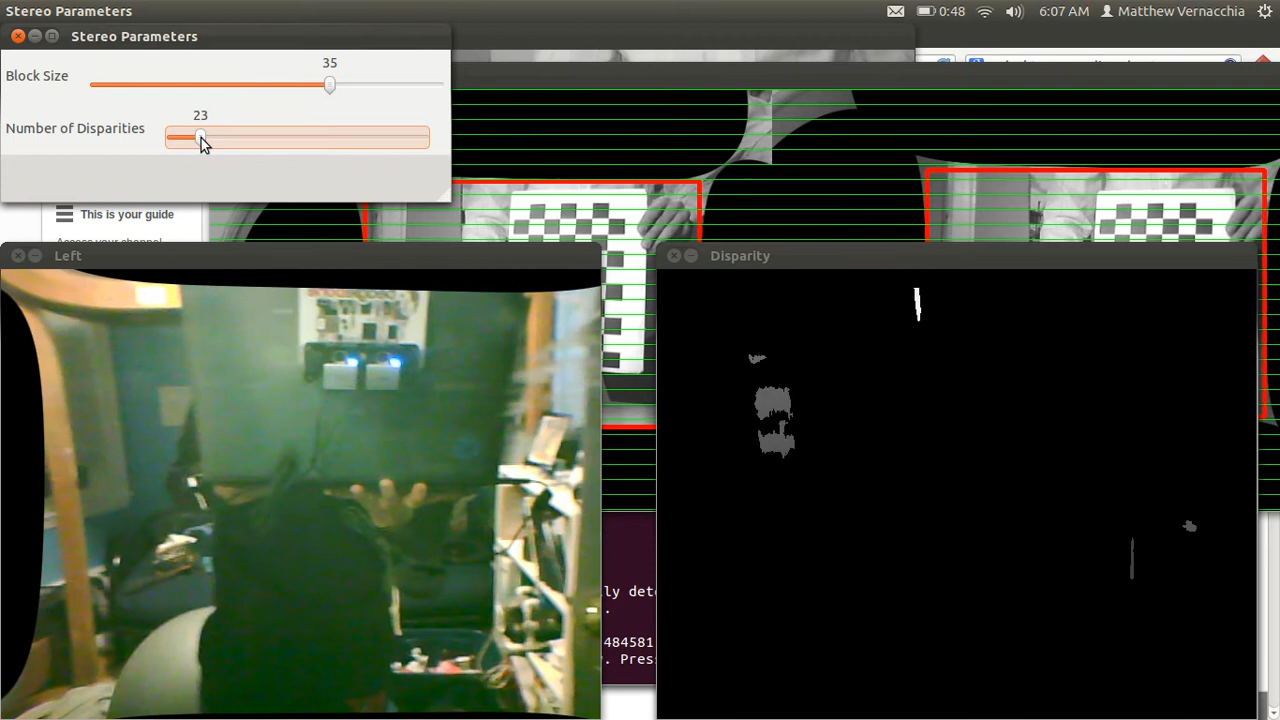 Stereo Parameters
0:48
6:07 AM
Matthew Vernacchia
Stereo Parameters
Block Size
35
23
Number of Disparities
This is your guide
Left
Disparity
ly det
.
484581
. Pres